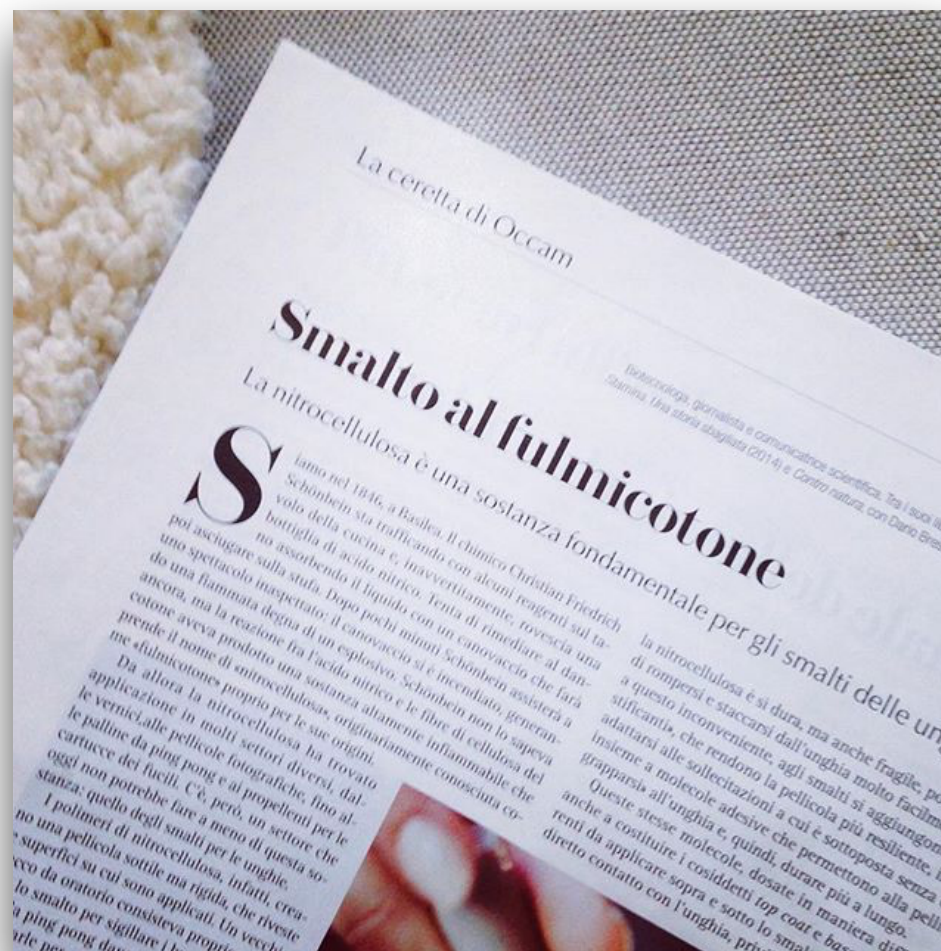 La ceretta di Occam
Smalto al fulmicotone
Biotecnologa, giornalista e comunicatrice scientifica. Tra i suoi
Stamina. Una storia sbagliata (2014) e Contro natura, con Dario
La nitrocellulosa è una sostanza fondamentale per gli smalti delle
Siamo nel 1846, a Basilea. Il chimico Christian Friedrich
Schönbein sta trafficando con alcuni reagenti sul ta-
volo della cucina e, inavvertitamente, rovescia una
bottiglia di acido nitrico. Tenta di rimediare al dan-
no assorbendo il liquido con un canovaccio che farà
poi asciugare sulla stufa. Dopo pochi minuti Schönbein assisterà a
uno spettacolo inaspettato: il canovaccio si è incendiato, generan-
do una fiammata degna di un esplosivo. Schönbein non lo sapeva
ancora, ma la reazione fra l'acido nitrico e le fibre di cellulosa del
cotone aveva prodotto una sostanza altamente infiammabile che
prende il nome di «nitrocellulosa», originariamente conosciuta co-
me «fulmicotone» proprio per le sue origini.
Da allora la nitrocellulosa ha trovato
applicazione in molti settori diversi, dal-
le vernici,alle pellicole fotografiche, fino al-
le palline da ping pong e ai propellenti per le
cartucce dei fucili. C'è, però, un settore che
oggi non potrebbe fare a meno di questa so-
stanza: quello degli smalti per le unghie.
I polimeri di nitrocellulosa, infatti, crea-
no una pellicola sottile ma rigida, che riveste
superfici su cui sono applicati. Un vecchi
da oratorio consisteva proprio
lo smalto per sigillare i
ping pong
la nitrocellulosa è sì dura, ma anche fragile,
di rompersi e staccarsi dall'unghia molto
a questo inconveniente, agli smalti si
stificanti», che rendono la pellicola più resiliente,
adattarsi alle sollecitazioni a cui è sottoposta senza
insieme a molecole adesive che permettono alla
grapparsi all'unghia e, quindi, durare più a lungo.
Queste stesse molecole, dosate in maniera
anche a costituire i cosiddetti top coat e
renti da applicare sopra e sotto lo
diretto contatto con l'unghia,